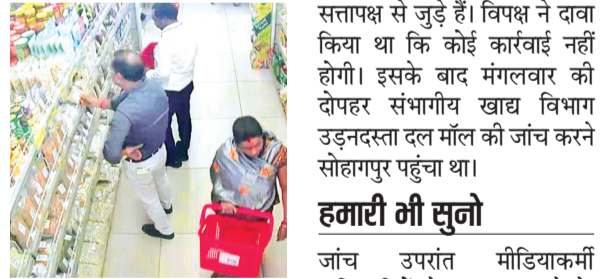 सत्तापक्ष से जुड़े हैं। विपक्ष ने दावा
किया था कि कोई कार्रवाई नहीं
होगी। इसके बाद मंगलवार की
दोपहर संभागीय खाद्य विभाग
उड़नदस्ता दल मॉल की जांच करने
सोहागपुर पहुंचा था।
हमारी भी सुनो
जांच उपरांत मीडियाकर्मी